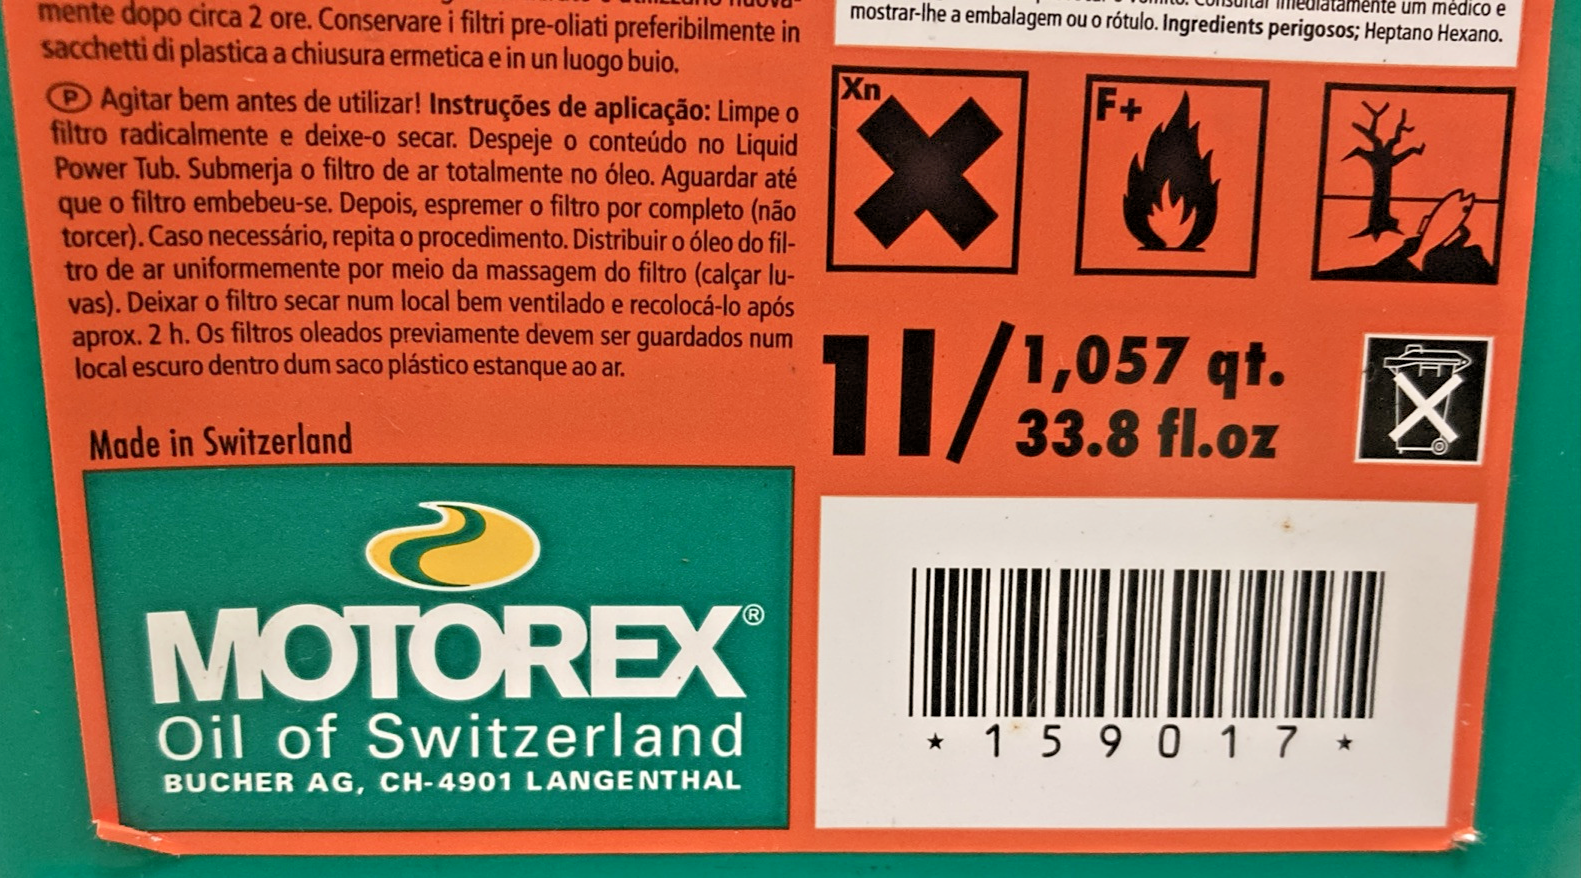 mente dopo circa 2 ore. Conservare i filtri pre-oliati preferibilmente in
sacchetti di plastica a chiusura ermetica e in un luogo buio.
P Agitar bem antes de utilizar! Instruções de aplicação: Limpe o
filtro radicalmente e deixe-o secar. Despeje o conteúdo no Liquid
Power Tub. Submerja o filtro de ar totalmente no óleo. Aguardar até
que o filtro embebeu-se. Depois, espremer o filtro por completo (não
torcer). Caso necessário, repita o procedimento. Distribuir o óleo do fil-
tro de ar uniformemente por meio da massagem do filtro (calçar lu-
vas). Deixar o filtro secar num local bem ventilado e recolocá-lo após
aprox. 2 h. Os filtros oleados previamente devem ser guardados num
local escuro dentro dum saco plástico estanque ao ar.
Made in Switzerland
MOTOREX®
Oil of Switzerland
BUCHER AG, CH-4901 LANGENTHAL
Consultar imediatamente um médico e
mostrar-lhe a embalagem ou o rótulo. Ingredients perigosos; Heptano Hexano.
Xn
F+
1l/1,057 qt.
33.8 fl.oz
* 159017 *